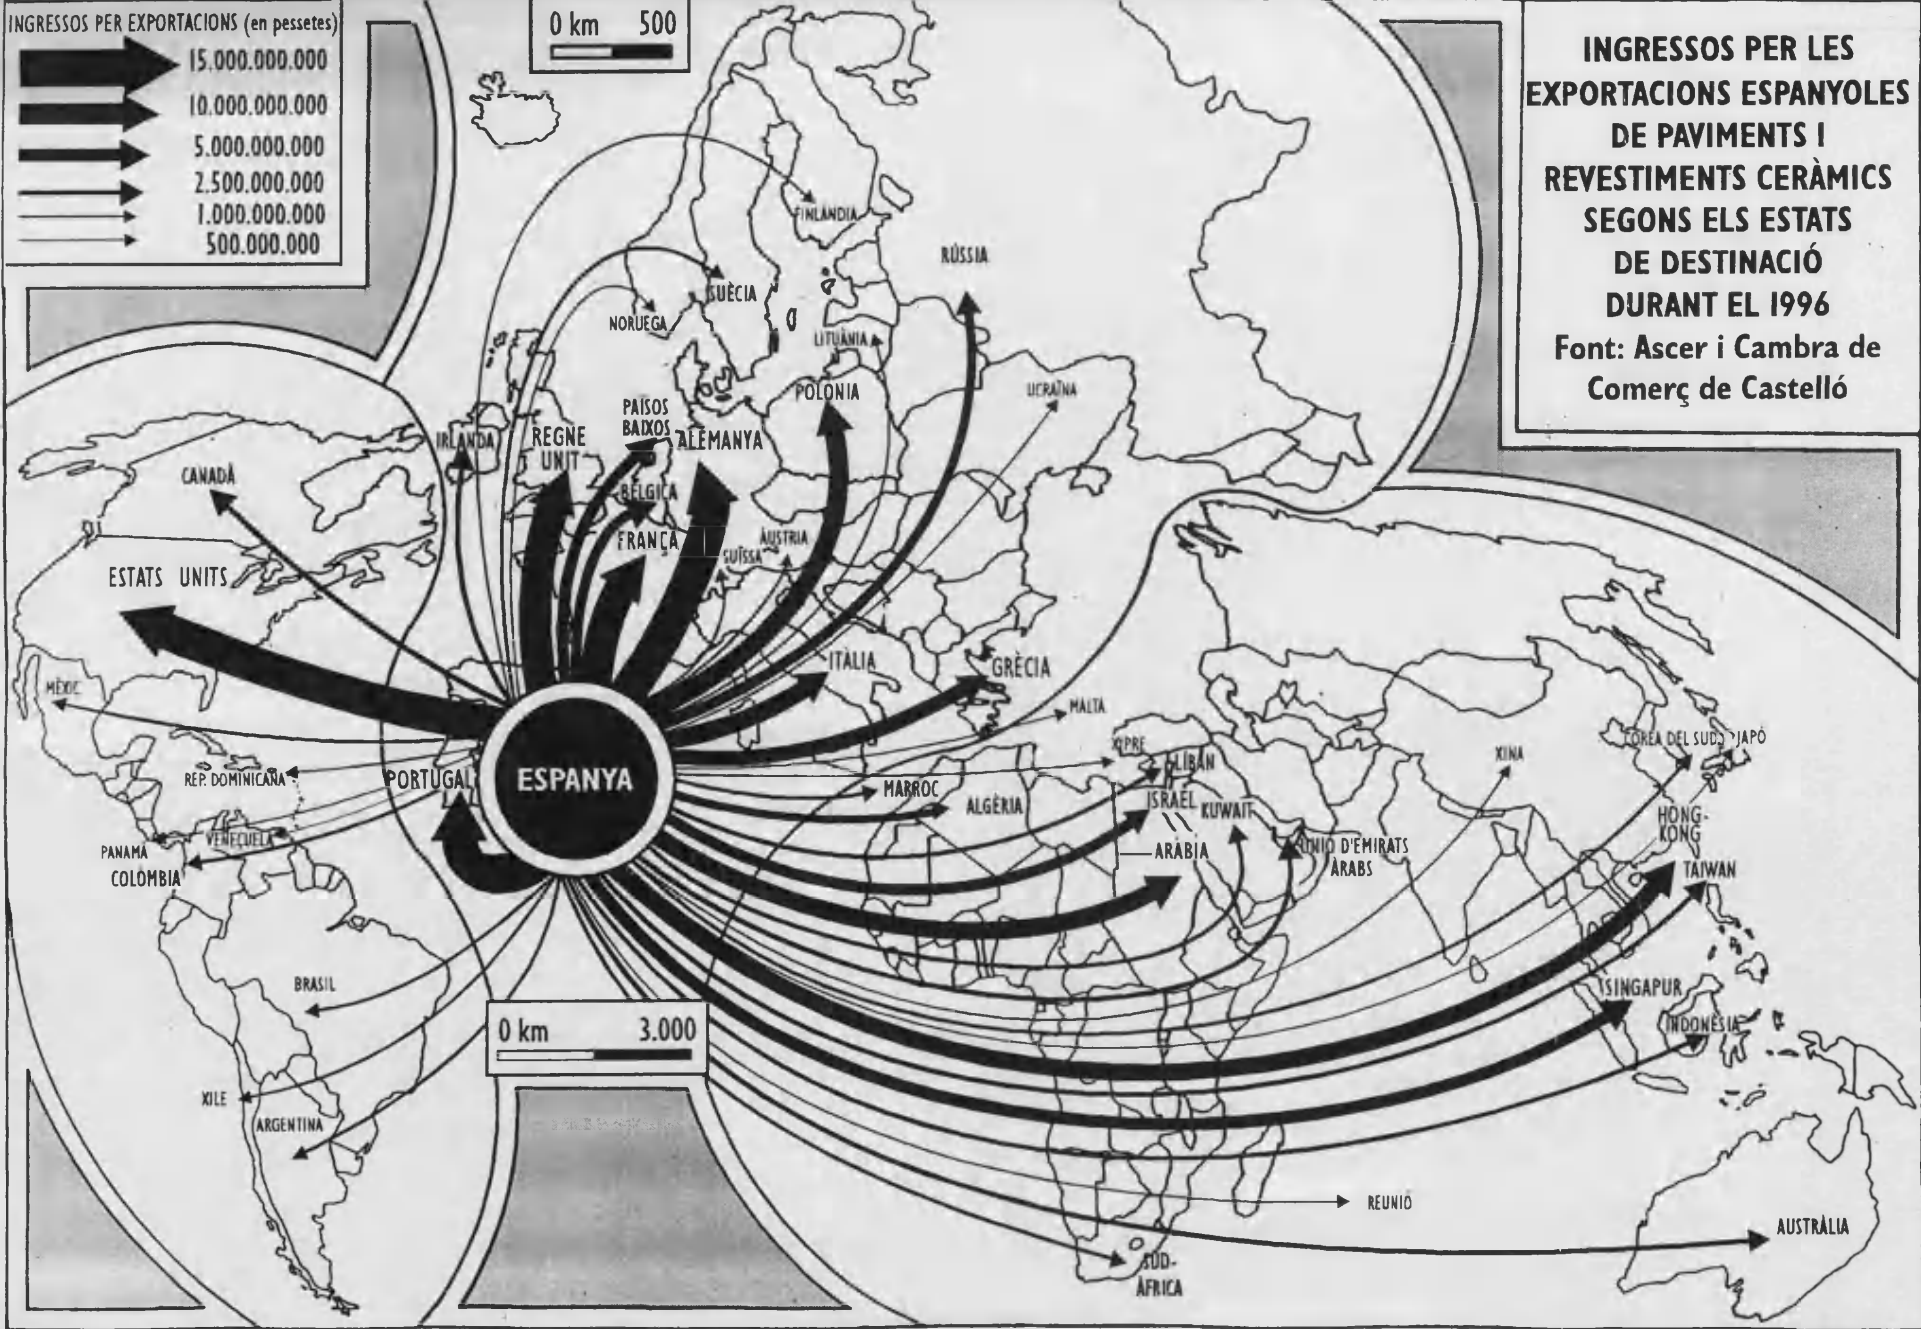 INGRESSOS PER EXPORTACIONS (en pessetes)
15.000.000.000
10.000.000.000
5.000.000.000
2.500.000.000
1.000.000.000
500.000.000
0 km 500
INGRESSOS PER LES
EXPORTACIONS ESPANYOLES
DE PAVIMENTS I
REVESTIMENTS CERÀMICS
SEGONS ELS ESTATS
DE DESTINACIÓ
DURANT EL 1996
Font: Ascer i Cambra de
Comerç de Castelló
FINLÀNDIA
RÚSSIA
SUÈCIA
NORUEGA
LITUÀNIA
POLONIA
UCRAÏNA
PAÏSOS
BAIXOS
IRLANDA
REGNE
UNIT
ALEMANYA
CANADÀ
BÈLGICA
FRANÇA
ÀUSTRIA
SUÏSSA
ESTATS UNITS
ITÀLIA
GRÈCIA
MÈXIC
MALTA
XIPRE
COREA DEL SUD
JAPÓ
XINA
LÍBAN
REP. DOMINICANA
PORTUGAL
ESPANYA
MARROC
ALGÈRIA
ISRAEL
KUWAIT
HONG-
KONG
VENEÇUELA
PANAMÀ
ARÀBIA
UNIÓ D'EMIRATS
ÀRABS
COLÒMBIA
TAIWAN
BRASIL
SINGAPUR
0 km 3.000
INDONÈSIA
XILE
ARGENTINA
REUNIÓ
AUSTRÀLIA
SUD-
ÀFRICA